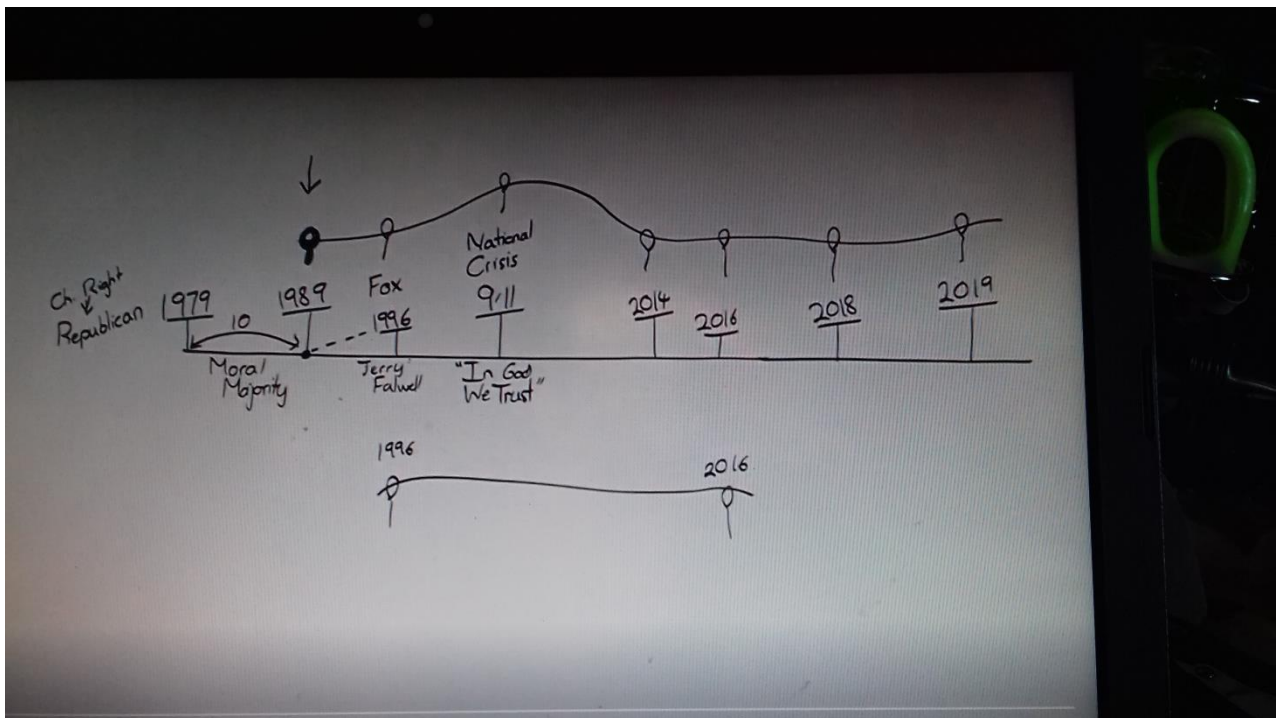 Ch. Right
Republican
1979
10
1989
Moral
Majority
Fox
1996
Jerry
Falwell
National
Crisis
9/11
"In God
We Trust"
2014
2016
2018
2019
1996
2016